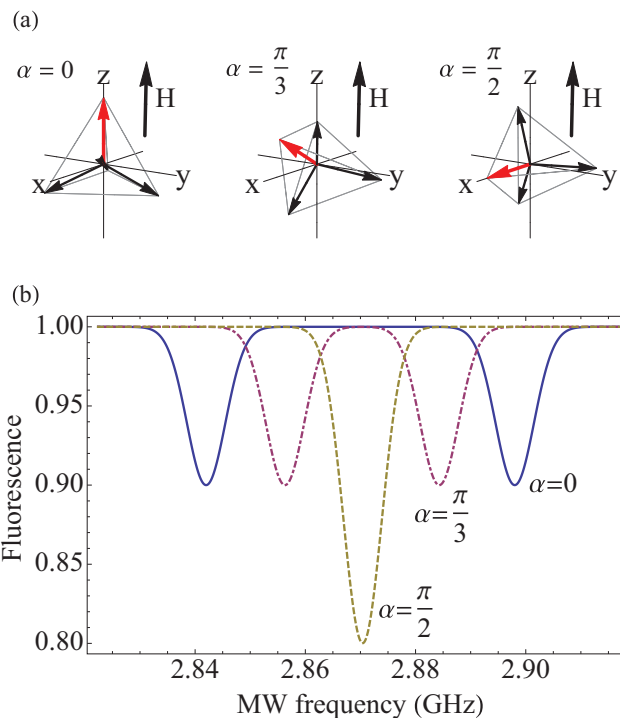 (a)
α = 0
z
H
x
y
α = π/3
z
H
x
y
α = π/2
z
H
x
y
(b)
1.00
0.95
0.90
0.85
0.80
Fluorescence
α=0
α=π/3
α=π/2
2.84 2.86 2.88 2.90
MW frequency (GHz)